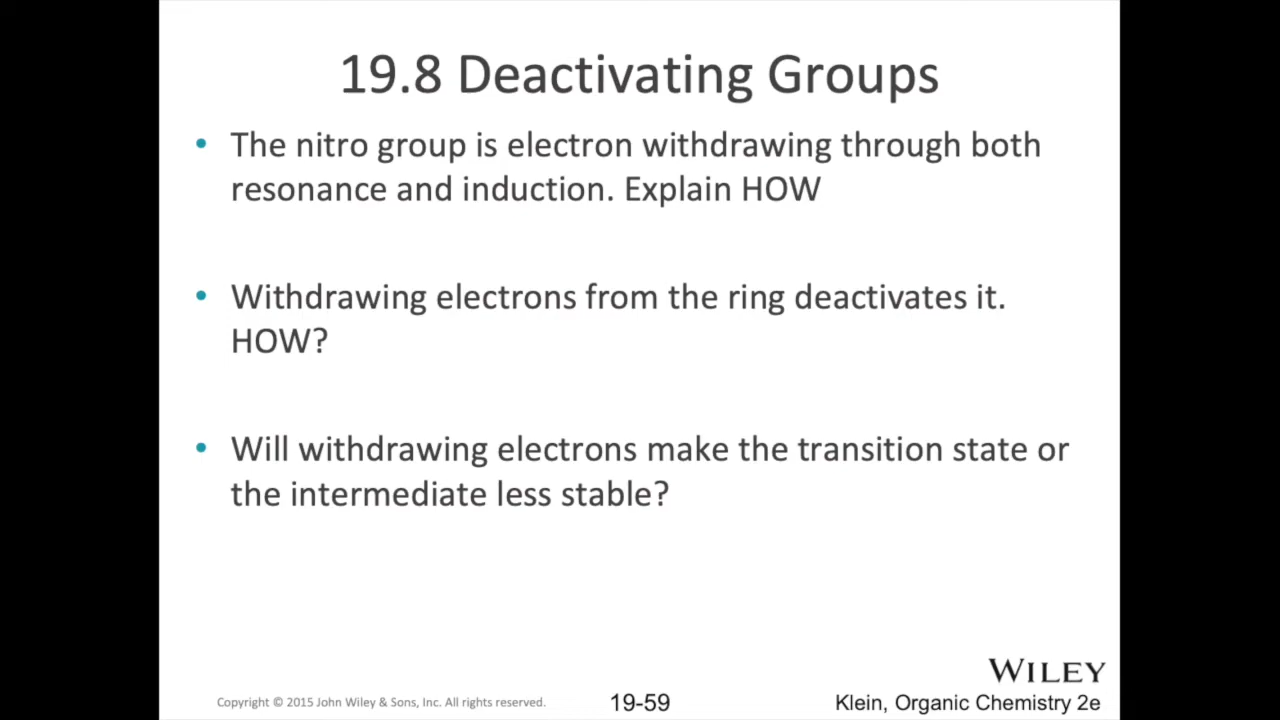 19.8 Deactivating Groups
• The nitro group is electron withdrawing through both
resonance and induction. Explain HOW
• Withdrawing electrons from the ring deactivates it.
HOW?
• Will withdrawing electrons make the transition state or
the intermediate less stable?
WILEY
Copyright © 2015 John Wiley & Sons, Inc. All rights reserved.
19-59
Klein, Organic Chemistry 2e